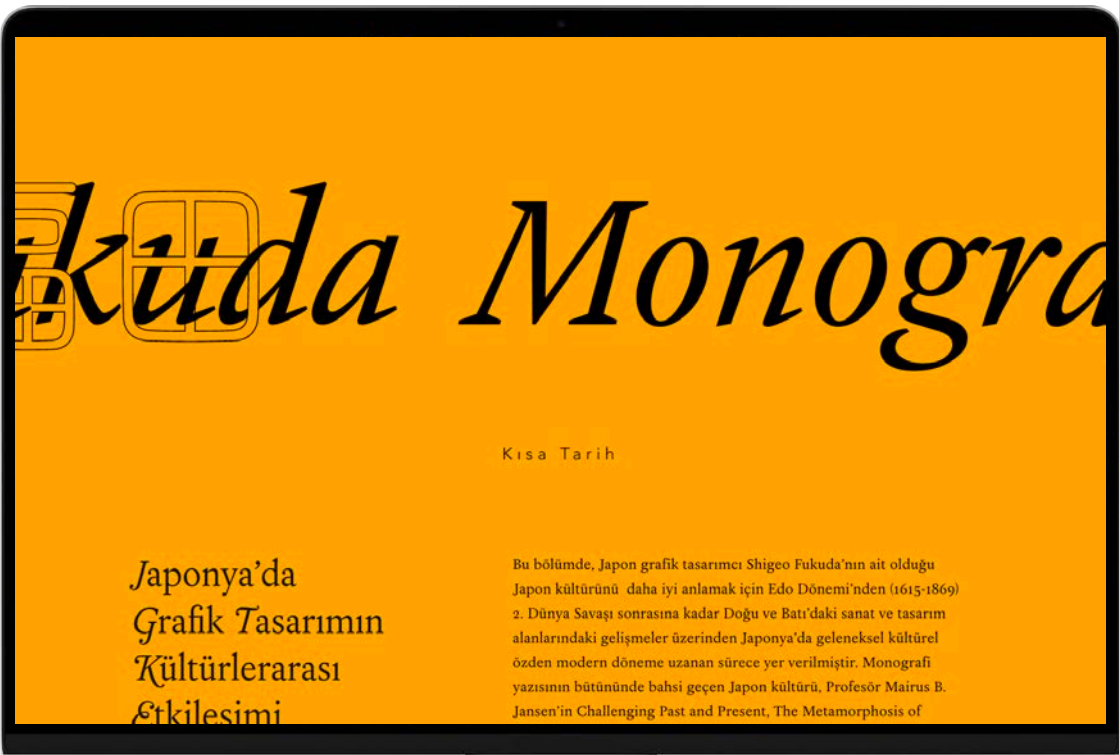 ukuda Monogra
Kısa Tarih
Japonya’da
Grafik Tasarımın
Kültürlerarası
Etkileşimi
Bu bölümde, Japon grafik tasarımcı Shigeo Fukuda’nın ait olduğu
Japon kültürünü daha iyi anlamak için Edo Dönemi’nden (1615-1869)
2. Dünya Savaşı sonrasına kadar Doğu ve Batı’daki sanat ve tasarım
alanlarındaki gelişmeler üzerinden Japonya’da geleneksel kültürel
özden modern döneme uzanan sürece yer verilmiştir. Monografi
yazısının bütününde bahsi geçen Japon kültürü, Profesör Mairus B.
Jansen’in Challenging Past and Present, The Metamorphosis of